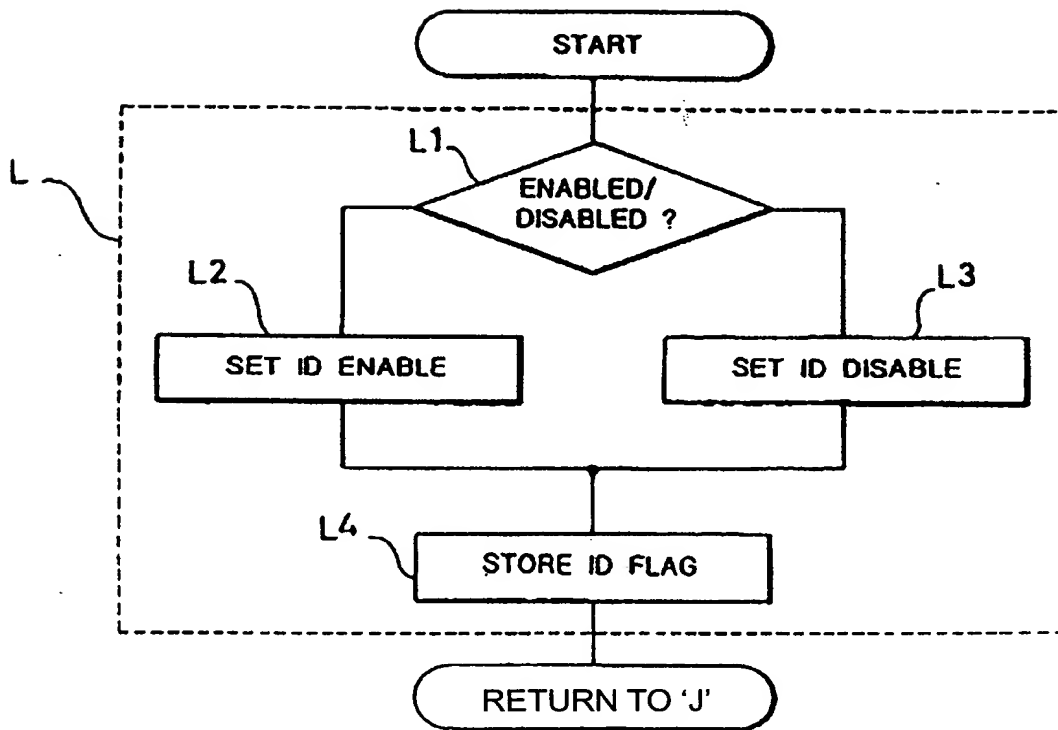 START
L1
L
ENABLED/
DISABLED ?
L2
L3
SET ID ENABLE
SET ID DISABLE
L4
STORE ID FLAG
RETURN TO ‘J’